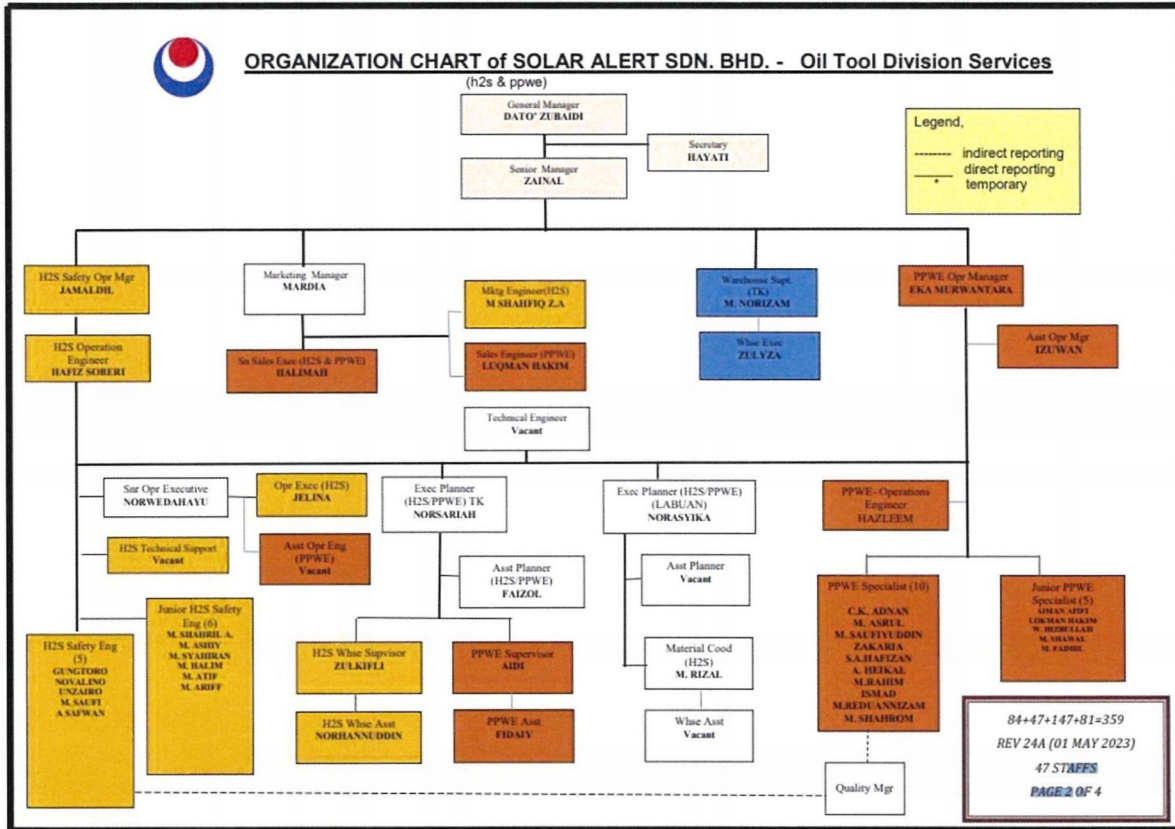 ORGANIZATION CHART of SOLAR ALERT SDN. BHD. - Oil Tool Division Services
(h2s & ppwe)
General Manager
DATO' ZUBAIDI
Secretary
HAYATI
Senior Manager
ZAINAL
Legend,
-------- indirect reporting
______ direct reporting
* temporary
H2S Safety Opr Mgr
JAMALDIL
Marketing Manager
MARDIA
Mktg Engineer(H2S)
M SHAHFIQ Z.A
Warehouse Supt.
(TK)
M. NORIZAM
PPWE Opr Manager
EKA MURWANTARA
H2S Operation
Engineer
HAFIZ SOBERI
Sn Sales Exec (H2S & PPWE)
HALIMAH
Sales Engineer (PPWE)
LUQMAN HAKIM
Whse Exec
ZULYZA
Asst Opr Mgr
IZUWAN
Technical Engineer
Vacant
Snr Opr Executive
NORWEDAHAYU
Opr Exec (H2S)
JELINA
Exec Planner
(H2S/PPWE) TK
NORSARIAH
Exec Planner (H2S/PPWE)
(LABUAN)
NORASYIKA
PPWE- Operations
Engineer
HAZLEEM
H2S Technical Support
Vacant
Asst Opr Eng
(PPWE)
Vacant
Asst Planner
(H2S/PPWE)
FAIZOL
Asst Planner
Vacant
H2S Safety Eng
(5)
GUNGTORO
NOVALINO
UNZAIRO
M. SAUFI
A SAFWAN
Junior H2S Safety
Eng (6)
M. SHAHRIL A.
M. ASHIY
M. SYAHIRAN
M. HALIM
M. ATIF
M. ARIFF
H2S Whse Supvisor
ZULKIFLI
PPWE Supervisor
AIDI
Material Cood
(H2S)
M. RIZAL
PPWE Specialist (10)
C.K. ADNAN
M. ASRUL
M. SAUFIYUDDIN
ZAKARIA
S.A.HAFIZAN
A. HEIKAL
M.RAHIM
ISMAD
M.REDUANNIZAM
M. SHAHROM
Junior PPWE
Specialist (5)
AIMAN AFIFI
LOKMAN HAKIM
W. HIZBULLAH
M. SHAWAL
M. FADHIL
H2S Whse Asst
NORHANNUDDIN
PPWE Asst
FIDAIY
Whse Asst
Vacant
Quality Mgr
84+47+147+81=359
REV 24A (01 MAY 2023)
47 STAFFS
PAGE 2 OF 4